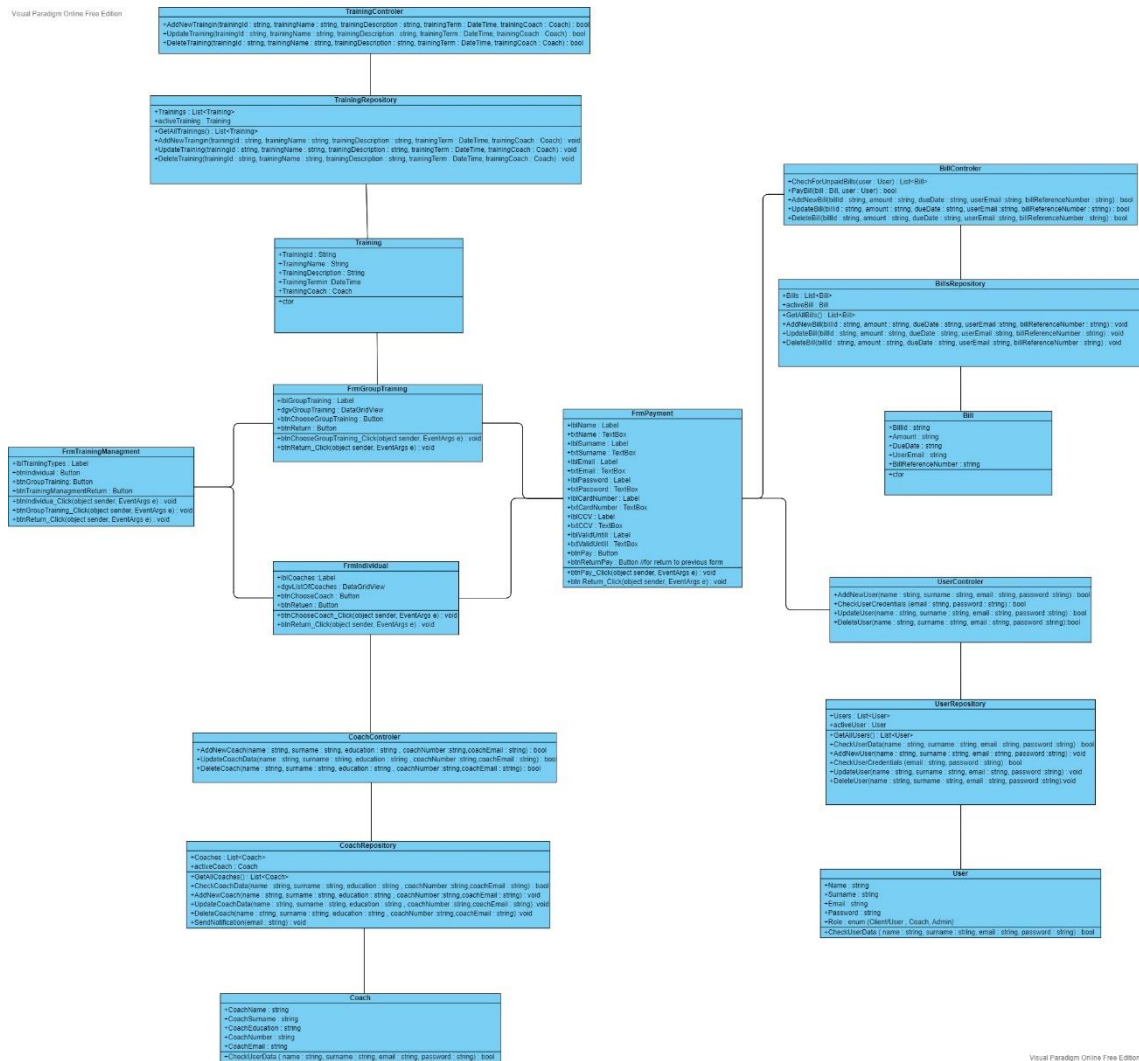 Visual Paradigm Online Free Edition
TrainingControler
+AddNewTraingin(trainingId : string, trainingName : string, trainingDescription : string, trainingTerm : DateTime, trainingCoach : Coach) : bool
+UpdateTraining(trainingId : string, trainingName : string, trainingDescription : string, trainingTerm : DateTime, trainingCoach : Coach) : bool
+DeleteTraining(trainingId : string, trainingName : string, trainingDescription : string, trainingTerm : DateTime, trainingCoach : Coach) : bool
TrainingRepository
+Trainings : List<Training>
+activeTraining : Training
+GetAllTrainings() : List<Training>
+AddNewTraingin(trainingId : string, trainingName : string, trainingDescription : string, trainingTerm : DateTime, trainingCoach : Coach) : void
+UpdateTraining(trainingId : string, trainingName : string, trainingDescription : string, trainingTerm : DateTime, trainingCoach : Coach) : void
+DeleteTraining(trainingId : string, trainingName : string, trainingDescription : string, trainingTerm : DateTime, trainingCoach : Coach) : void
Training
+TrainingId : String
+TrainingName : String
+TrainingDescription : String
+TrainingTermin :DateTime
+TrainingCoach : Coach
+ctor
FrmGroupTraining
+lblGroupTraining : Label
+dgvGroupTraining : DataGridView
+btnChooseGroupTraining : Button
+btnReturn : Button
+btnChooseGroupTraining_Click(object sender, EventArgs e) : void
+btnReturn_Click(object sender, EventArgs e) : void
FrmTrainingManagment
+lblTraningTypes : Label
+btnIndividual : Button
+btnGroupTraining: Button
+btnTrainingManagmentReturn : Button
+btnIndividua_Click(object sender, EventArgs e) : void
+btnGroupTraining_Click(object sender, EventArgs e) : void
+btnReturn_Click(object sender, EventArgs e) : void
FrmIndividual
+lblCoaches :Label
+dgvListOfCoaches : DataGridView
+btnChooseCoach : Button
+btnRetuen : Button
+btnChooseCoach_Click(object sender, EventArgs e) : void
+btnReturn_Click(object sender, EventArgs e) : void
FrmPayment
+lblName : Label
+txtName : TextBox
+lblSurname : Label
+txtSurname : TextBox
+lblEmail : Label
+txtEmail : TextBox
+lblPassword : Label
+txtPassword : TextBox
+lblCardNumber : Label
+txtCardNumber : TextBox
+lblCCV : Label
+txtCCV : TextBox
+lblValidUntill : Label
+txtValidUntill : TextBox
+btnPay : Button
+btnReturnPay : Button //for return to previous form
+btnPay_Click(object sender, EventArgs e) : void
+btn Return_Click(object sender, EventArgs e) : void
BillControler
+ChechForUnpaidBills(user : User) : List<Bill>
+PayBill(bill : Bill, user : User) : bool
+AddNewBill(billId : string, amount : string, dueDate : string, userEmail :string, billReferenceNumber : string) : bool
+UpdateBill(billId : string, amount : string, dueDate : string, userEmail :string, billReferenceNumber : string) : bool
+DeleteBill(billId : string, amount : string, dueDate : string, userEmail :string, billReferenceNumber : string) : bool
BillsRepository
+Bills : List<Bill>
+activeBill : Bill
+GetAllBills() : List<Bill>
+AddNewBill(billId : string, amount : string, dueDate : string, userEmail :string, billReferenceNumber : string) : void
+UpdateBill(billId : string, amount : string, dueDate : string, userEmail :string, billReferenceNumber : string) : void
+DeleteBill(billId : string, amount : string, dueDate : string, userEmail :string, billReferenceNumber : string) : void
Bill
+BillId : string
+Amount : string
+DueDate : string
+UserEmail : string
+BillReferenceNumber : string
+ctor
UserControler
+AddNewUser(name : string, surname : string, email : string, password :string) : bool
+CheckUserCredentials (email : string, password : string) : bool
+UpdateUser(name : string, surname : string, email : string, password :string) : bool
+DeleteUser(name : string, surname : string, email : string, password :string):bool
UserRepository
+Users : List<User>
+activeUser : User
+GetAllUsers() : List<User>
+CheckUserData(name : string, surname : string, email : string, password :string) : bool
+AddNewUser(name : string, surname : string, email : string, password :string) : void
+CheckUserCredentials (email : string, password : string) : bool
+UpdateUser(name : string, surname : string, email : string, password :string) : void
+DeleteUser(name : string, surname : string, email : string, password :string):void
User
+Name : string
+Surname : string
+Email : string
+Password : string
+Role : enum (Client/User , Coach, Admin)
+CheckUserData ( name : string, surname : string, email : string, password : string) : bool
CoachControler
+AddNewCoach(name : string, surname : string, education : string , coachNumber :string,coachEmail : string) : bool
+UpdateCoachData(name : string, surname : string, education : string , coachNumber :string,coachEmail : string) : bool
+DeleteCoach(name : string, surname : string, education : string , coachNumber :string,coachEmail : string) : bool
CoachRepository
+Coaches : List<Coach>
+activeCoach : Coach
+GetAllCoaches() : List<Coach>
+CheckCoachData(name : string, surname : string, education : string , coachNumber :string,coachEmail : string) : bool
+AddNewCoach(name : string, surname : string, education : string , coachNumber :string,coachEmail : string) : void
+UpdateCoachData(name : string, surname : string, education : string , coachNumber :string,coachEmail : string) :void
+DeleteCoach(name : string, surname : string, education : string , coachNumber :string,coachEmail : string) :void
+SendNotification(email : string) : void
Coach
+CoachName : string
+CoachSurname : string
+CoachEducation : string
+CoachNumber : string
+CoachEmail : string
+CheckUserData ( name : string, surname : string, email : string, password : string) : bool
Visual Paradigm Online Free Edition